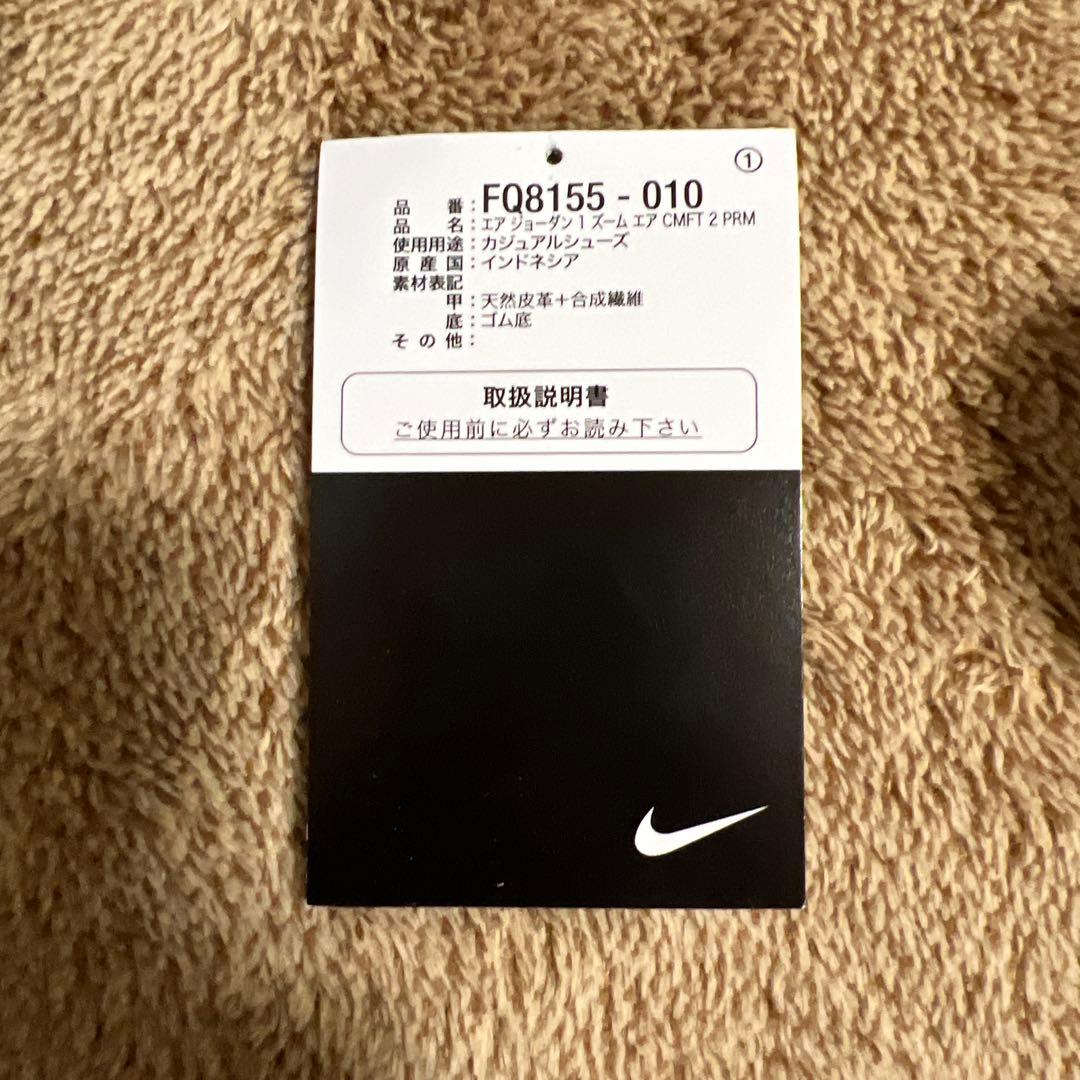 ①
品番：FQ8155 - 010
品名：エア ジョーダン 1 ズーム エア CMFT 2 PRM
使用用途：カジュアルシューズ
原産国：インドネシア
素材表記
甲：天然皮革＋合成繊維
底：ゴム底
その他：
取扱説明書
ご使用前に必ずお読み下さい